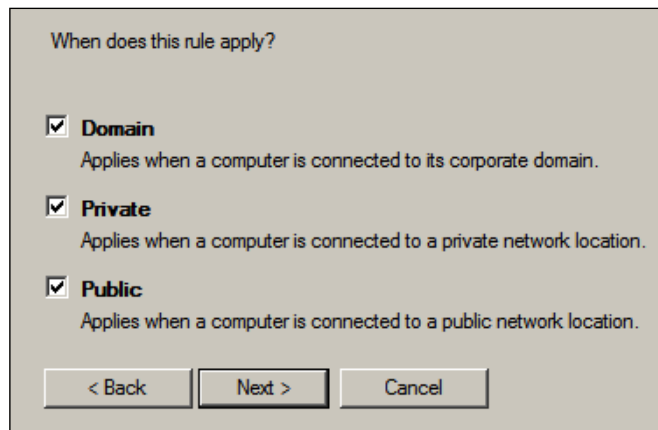 When does this rule apply?
Domain
Applies when a computer is connected to its corporate domain.
Private
Applies when a computer is connected to a private network location.
Public
Applies when a computer is connected to a public network location.
< Back Next > Cancel